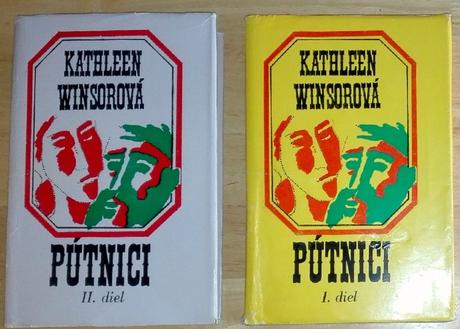 KATHLEEN
WINSOROVÁ
PÚTNICI
II. diel
KATHLEEN
WINSOROVÁ
PÚTNICI
I. diel